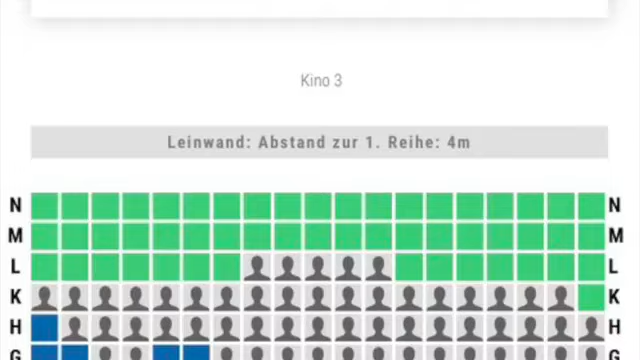 Kino 3
Leinwand: Abstand zur 1. Reihe: 4m
N N
M M
L L
K K
H H
G G